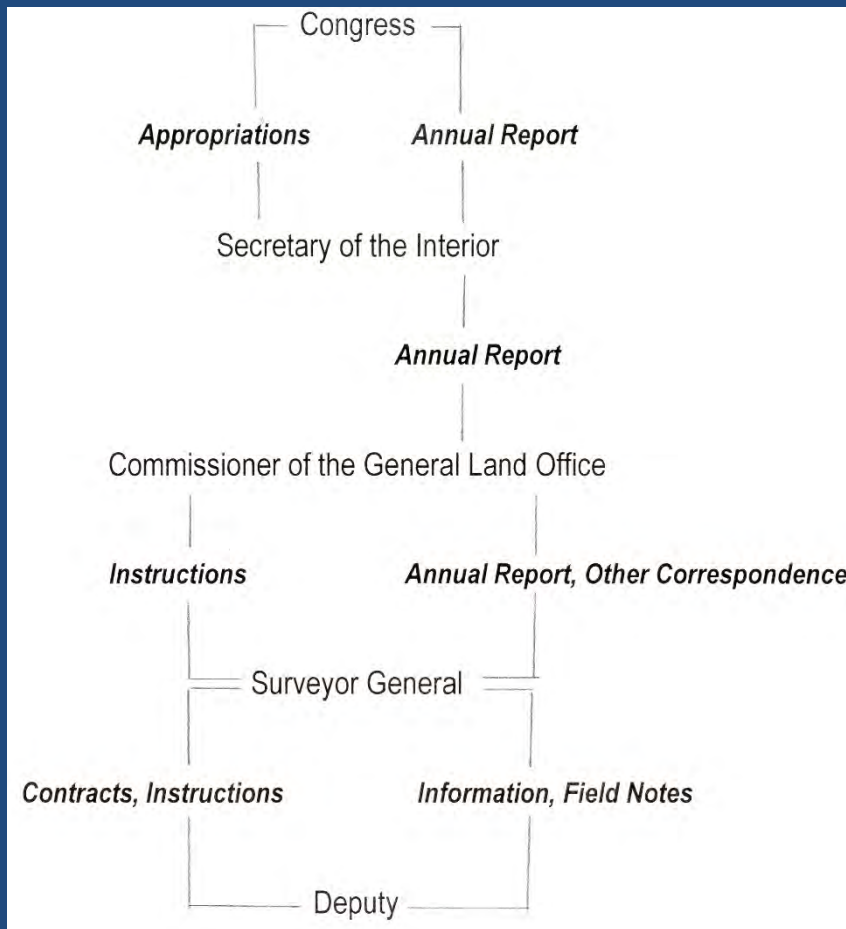 Congress
Appropriations
Annual Report
Secretary of the Interior
Annual Report
Commissioner of the General Land Office
Instructions
Annual Report, Other Correspondence
Surveyor General
Contracts, Instructions
Information, Field Notes
Deputy